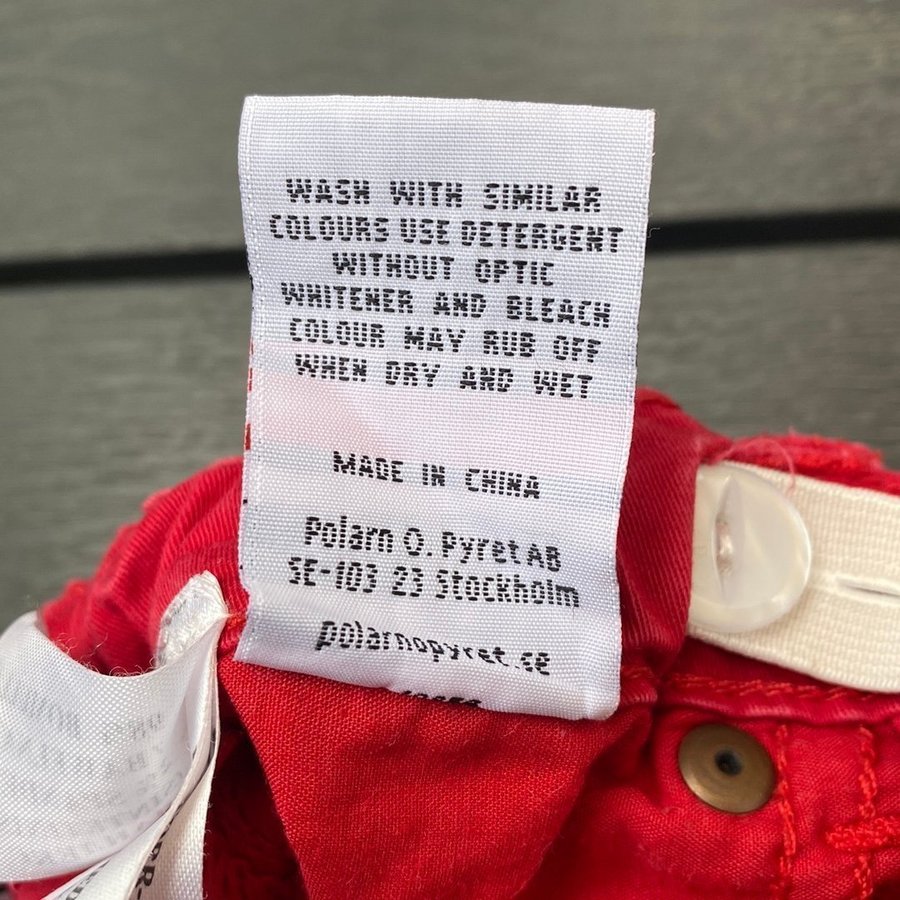 WASH WITH SIMILAR
COLOURS USE DETERGENT
WITHOUT OPTIC
WHITENER AND BLEACH
COLOUR MAY RUB OFF
WHEN DRY AND WET
MADE IN CHINA
Polarn O. Pyret AB
SE-103 23 Stockholm
polarnopyret.se